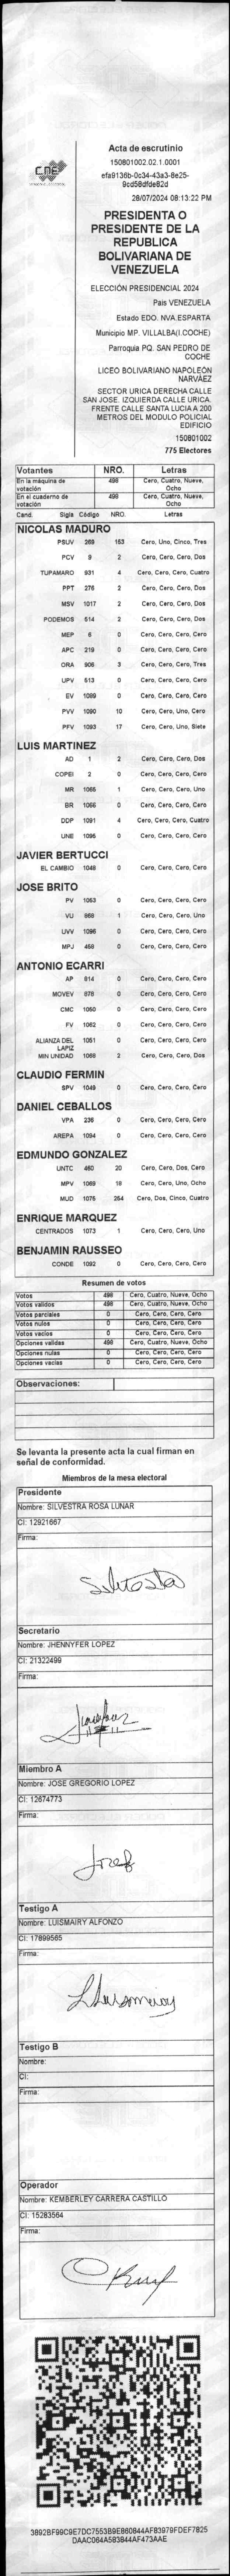 CNE
Acta de escrutinio
150801002.02.1.0001
efa9136b-0c34-43a3-8e25-
9cd58dfde82d
28/07/2024 08:13:22 PM
PRESIDENTA O
PRESIDENTE DE LA
REPUBLICA
BOLIVARIANA DE
VENEZUELA
ELECCIÓN PRESIDENCIAL 2024
Pais VENEZUELA
Estado EDO. NVA.ESPARTA
Municipio MP. VILLALBA(I.COCHE)
Parroquia PQ. SAN PEDRO DE
COCHE
LICEO BOLIVARIANO NAPOLEÓN
NARVÁEZ
SECTOR URICA DERECHA CALLE
SAN JOSE. IZQUIERDA CALLE URICA.
FRENTE CALLE SANTA LUCIA A 200
METROS DEL MODULO POLICIAL
EDIFICIO
150801002
775 Electores
Votantes NRO. Letras
En la máquina de votación 498 Cero, Cuatro, Nueve, Ocho
En el cuaderno de votación 498 Cero, Cuatro, Nueve, Ocho
Cand. Sigla Código NRO. Letras
NICOLAS MADURO
PSUV 269 153 Cero, Uno, Cinco, Tres
PCV 9 2 Cero, Cero, Cero, Dos
TUPAMARO 931 4 Cero, Cero, Cero, Cuatro
PPT 276 2 Cero, Cero, Cero, Dos
MSV 1017 2 Cero, Cero, Cero, Dos
PODEMOS 514 2 Cero, Cero, Cero, Dos
MEP 6 0 Cero, Cero, Cero, Cero
APC 219 0 Cero, Cero, Cero, Cero
ORA 906 3 Cero, Cero, Cero, Tres
UPV 513 0 Cero, Cero, Cero, Cero
EV 1089 0 Cero, Cero, Cero, Cero
PVV 1090 10 Cero, Cero, Uno, Cero
PFV 1093 17 Cero, Cero, Uno, Siete
LUIS MARTINEZ
AD 1 2 Cero, Cero, Cero, Dos
COPEI 2 0 Cero, Cero, Cero, Cero
MR 1065 1 Cero, Cero, Cero, Uno
BR 1066 0 Cero, Cero, Cero, Cero
DDP 1091 4 Cero, Cero, Cero, Cuatro
UNE 1095 0 Cero, Cero, Cero, Cero
JAVIER BERTUCCI
EL CAMBIO 1048 0 Cero, Cero, Cero, Cero
JOSE BRITO
PV 1053 0 Cero, Cero, Cero, Cero
VU 868 1 Cero, Cero, Cero, Uno
UVV 1096 0 Cero, Cero, Cero, Cero
MPJ 458 0 Cero, Cero, Cero, Cero
ANTONIO ECARRI
AP 814 0 Cero, Cero, Cero, Cero
MOVEV 878 0 Cero, Cero, Cero, Cero
CMC 1050 0 Cero, Cero, Cero, Cero
FV 1062 0 Cero, Cero, Cero, Cero
ALIANZA DEL LAPIZ 1051 0 Cero, Cero, Cero, Cero
MIN UNIDAD 1068 2 Cero, Cero, Cero, Dos
CLAUDIO FERMIN
SPV 1049 0 Cero, Cero, Cero, Cero
DANIEL CEBALLOS
VPA 236 0 Cero, Cero, Cero, Cero
AREPA 1094 0 Cero, Cero, Cero, Cero
EDMUNDO GONZALEZ
UNTC 460 20 Cero, Cero, Dos, Cero
MPV 1069 18 Cero, Cero, Uno, Ocho
MUD 1075 254 Cero, Dos, Cinco, Cuatro
ENRIQUE MARQUEZ
CENTRADOS 1073 1 Cero, Cero, Cero, Uno
BENJAMIN RAUSSEO
CONDE 1092 0 Cero, Cero, Cero, Cero
Resumen de votos
Votos 498 Cero, Cuatro, Nueve, Ocho
Votos validos 498 Cero, Cuatro, Nueve, Ocho
Votos parciales 0 Cero, Cero, Cero, Cero
Votos nulos 0 Cero, Cero, Cero, Cero
Votos vacios 0 Cero, Cero, Cero, Cero
Opciones validas 498 Cero, Cuatro, Nueve, Ocho
Opciones nulas 0 Cero, Cero, Cero, Cero
Opciones vacias 0 Cero, Cero, Cero, Cero
Observaciones:
Se levanta la presente acta la cual firman en
señal de conformidad.
Miembros de la mesa electoral
Presidente
Nombre: SILVESTRA ROSA LUNAR
CI: 12921667
Firma:
Secretario
Nombre: JHENNYFER LOPEZ
CI: 21322499
Firma:
Miembro A
Nombre: JOSE GREGORIO LOPEZ
CI: 12674773
Firma:
Testigo A
Nombre: LUISMAIRY ALFONZO
CI: 17899565
Firma:
Testigo B
Nombre:
CI:
Firma:
Operador
Nombre: KEMBERLEY CARRERA CASTILLO
CI: 15283564
Firma:
3892BF99C9E7DC7553B9E860844AF83979FDEF7825
DAAC064A583B44AF473AAE